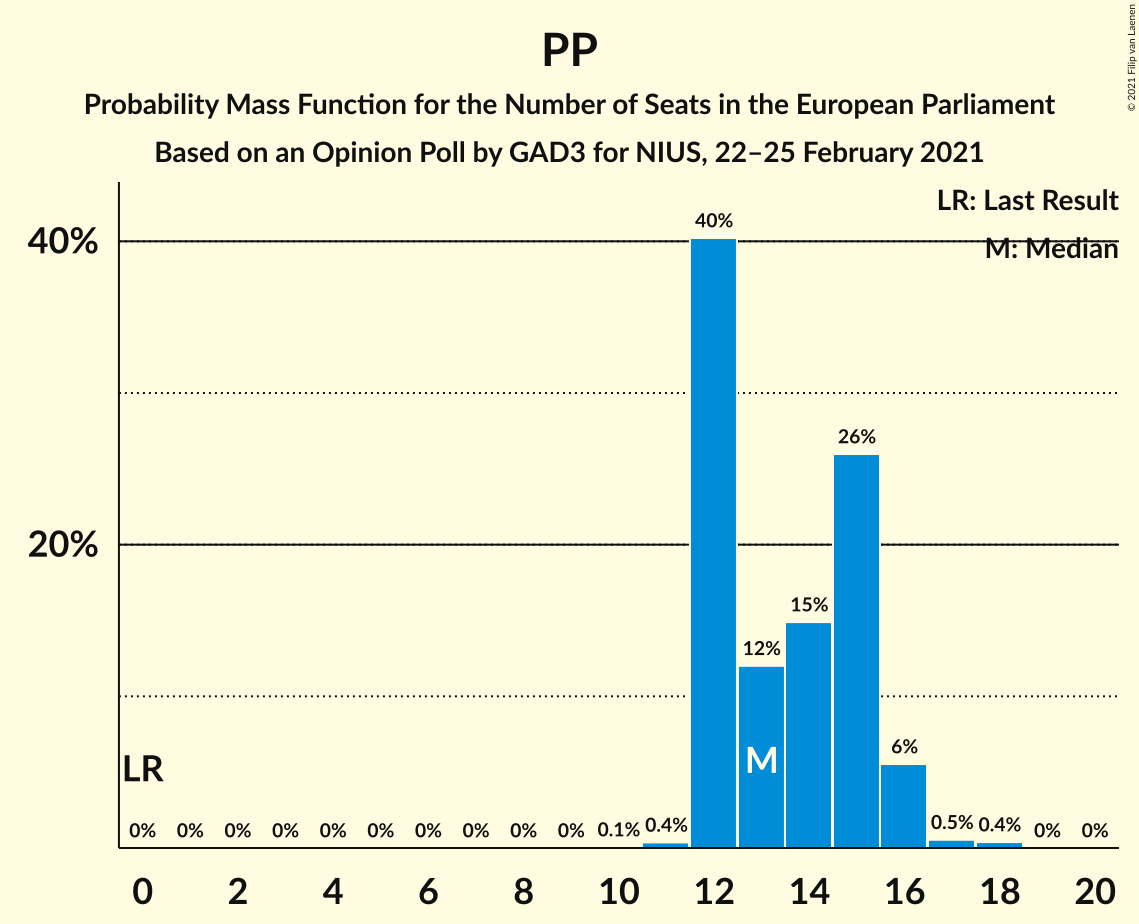 PP
Probability Mass Function for the Number of Seats in the European Parliament
Based on an Opinion Poll by GAD3 for NIUS, 22–25 February 2021
© 2021 Filip van Laenen
LR: Last Result
M: Median
40%
20%
40%
26%
15%
12%
6%
M
LR
0% 0% 0% 0% 0% 0% 0% 0% 0% 0% 0.1% 0.4% 0.5% 0.4% 0% 0%
0 2 4 6 8 10 12 14 16 18 20